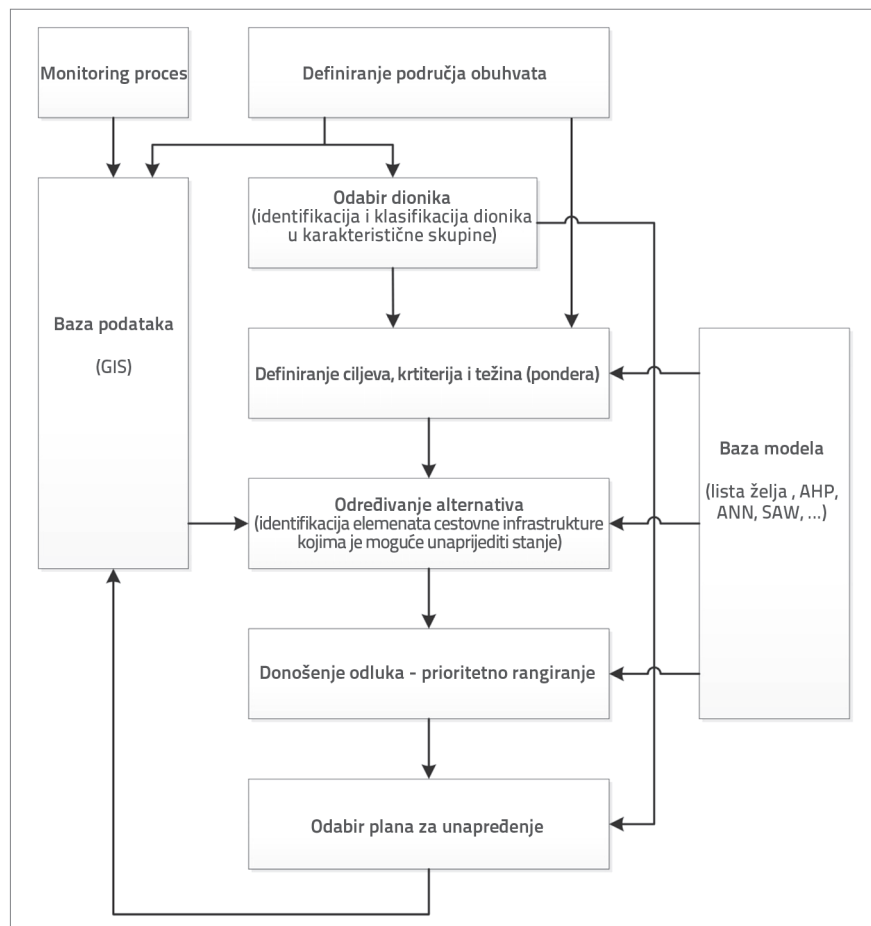 Monitoring proces
Definiranje područja obuhvata
Odabir dionika
(identifikacija i klasifikacija dionika
u karakteristične skupine)
Baza podataka
(GIS)
Definiranje ciljeva, krtiterija i težina (pondera)
Baza modela
(lista želja , AHP,
ANN, SAW, ...)
Određivanje alternativa
(identifikacija elemenata cestovne infrastrukture
kojima je moguće unaprijediti stanje)
Donošenje odluka - prioritetno rangiranje
Odabir plana za unapređenje